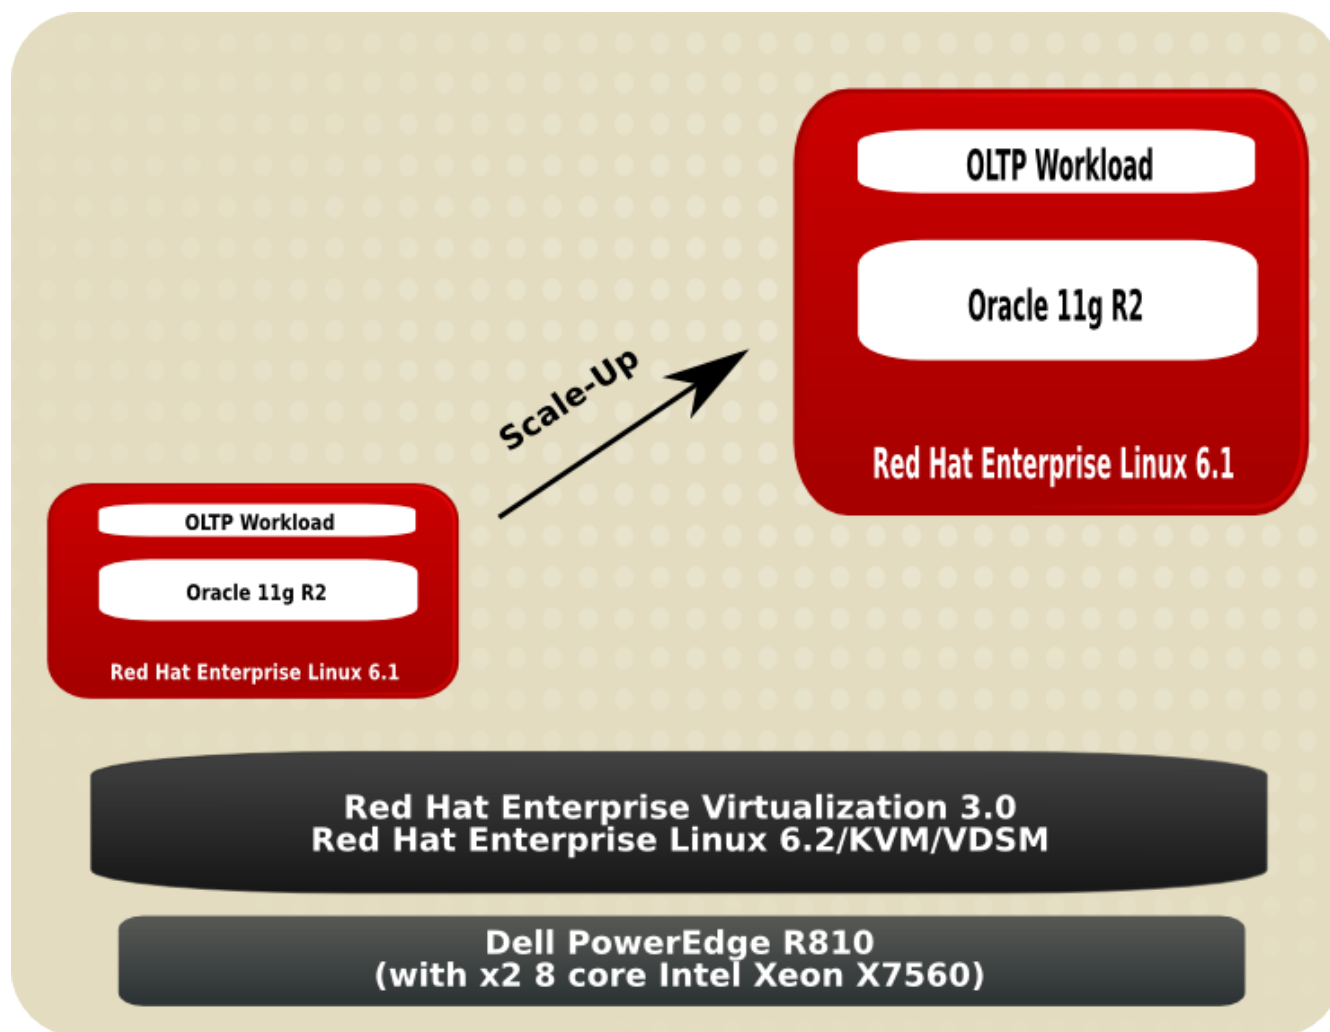 OLTP Workload
Oracle 11g R2
Red Hat Enterprise Linux 6.1
Scale-Up
OLTP Workload
Oracle 11g R2
Red Hat Enterprise Linux 6.1
Red Hat Enterprise Virtualization 3.0
Red Hat Enterprise Linux 6.2/KVM/VDSM
Dell PowerEdge R810
(with x2 8 core Intel Xeon X7560)